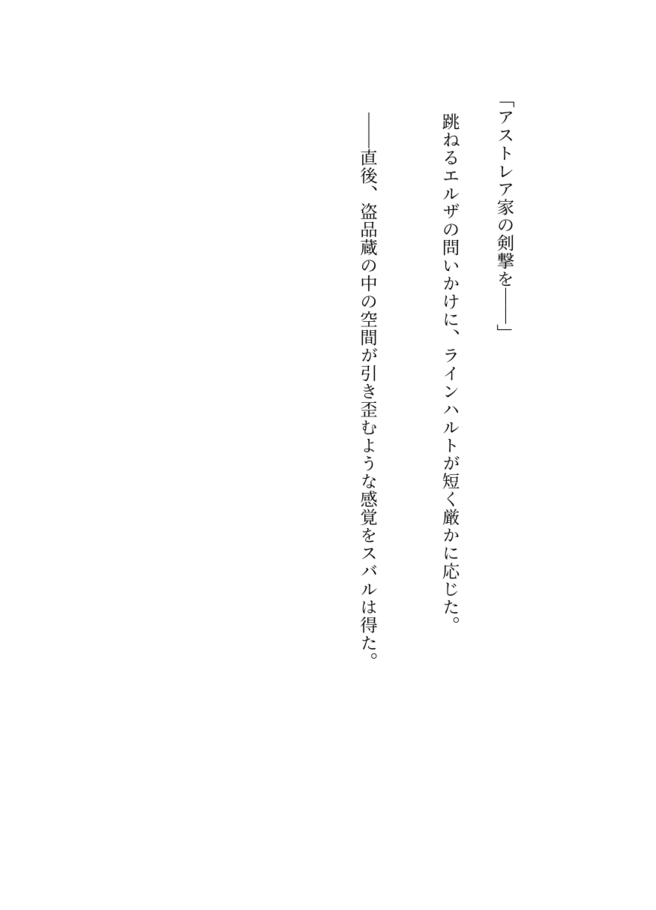 「アストレア家の剣撃を――」
跳ねるエルザの問いかけに、ラインハルトが短く厳かに応じた。
――直後、盗品蔵の中の空間が引き歪むような感覚をスバルは得た。